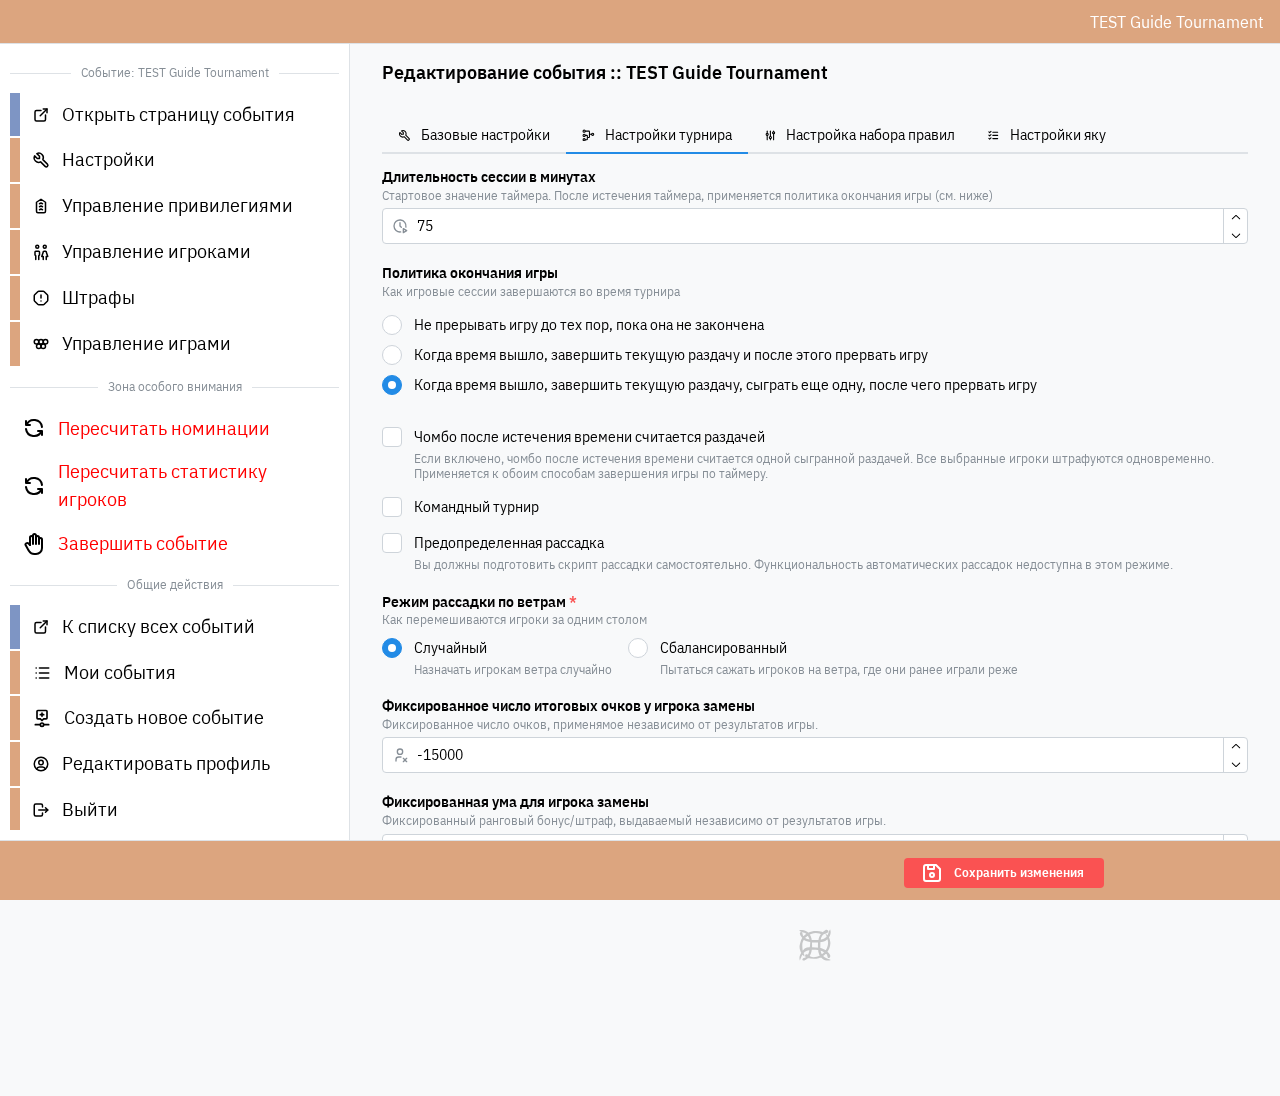 TEST Guide Tournament
Событие: TEST Guide Tournament
Открыть страницу события
Настройки
Управление привилегиями
Управление игроками
Штрафы
Управление играми
Зона особого внимания
Пересчитать номинации
Пересчитать статистику
игроков
Завершить событие
Общие действия
К списку всех событий
Мои события
Создать новое событие
Редактировать профиль
Выйти
Редактирование события :: TEST Guide Tournament
Базовые настройки
Настройки турнира
Настройка набора правил
Настройки яку
Длительность сессии в минутах
Стартовое значение таймера. После истечения таймера, применяется политика окончания игры (см. ниже)
75
Политика окончания игры
Как игровые сессии завершаются во время турнира
Не прерывать игру до тех пор, пока она не закончена
Когда время вышло, завершить текущую раздачу и после этого прервать игру
Когда время вышло, завершить текущую раздачу, сыграть еще одну, после чего прервать игру
Чомбо после истечения времени считается раздачей
Если включено, чомбо после истечения времени считается одной сыгранной раздачей. Все выбранные игроки штрафуются одновременно.
Применяется к обоим способам завершения игры по таймеру.
Командный турнир
Предопределенная рассадка
Вы должны подготовить скрипт рассадки самостоятельно. Функциональность автоматических рассадок недоступна в этом режиме.
Режим рассадки по ветрам *
Как перемешиваются игроки за одним столом
Случайный
Назначать игрокам ветра случайно
Сбалансированный
Пытаться сажать игроков на ветра, где они ранее играли реже
Фиксированное число итоговых очков у игрока замены
Фиксированное число очков, применямое независимо от результатов игры.
-15000
Фиксированная ума для игрока замены
Фиксированный ранговый бонус/штраф, выдаваемый независимо от результатов игры.
Сохранить изменения